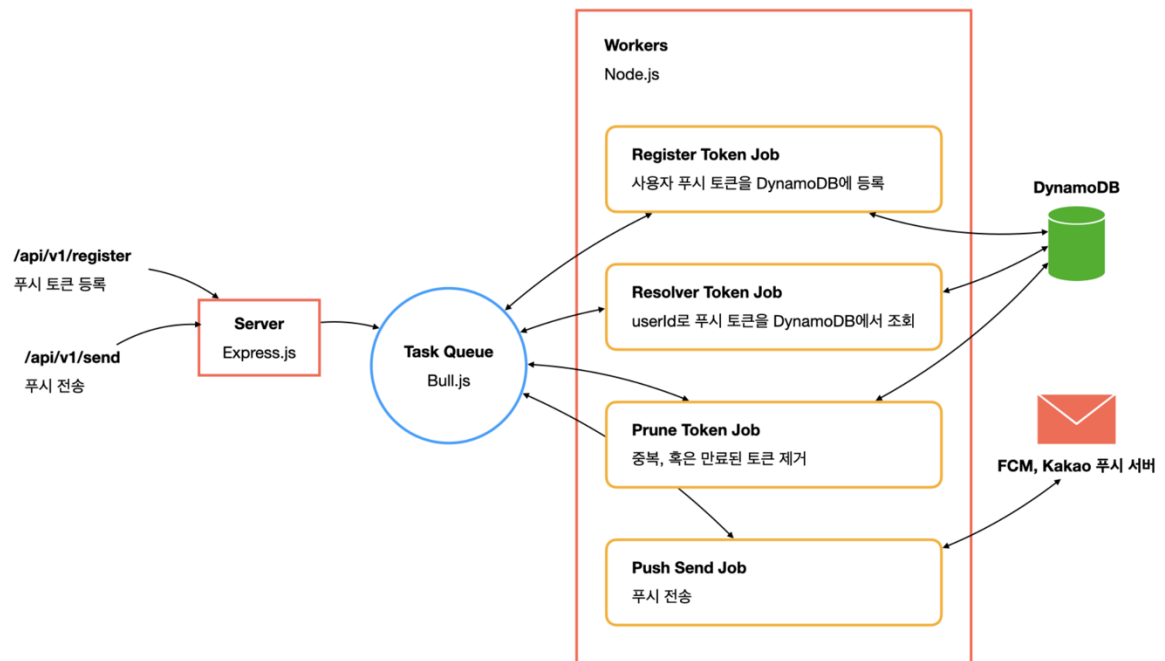 Workers
Node.js
Register Token Job
사용자 푸시 토큰을 DynamoDB에 등록
DynamoDB
/api/v1/register
푸시 토큰 등록
Resolver Token Job
userId로 푸시 토큰을 DynamoDB에서 조회
Server
Express.js
/api/v1/send
푸시 전송
Task Queue
Bull.js
Prune Token Job
중복, 혹은 만료된 토큰 제거
FCM, Kakao 푸시 서버
Push Send Job
푸시 전송